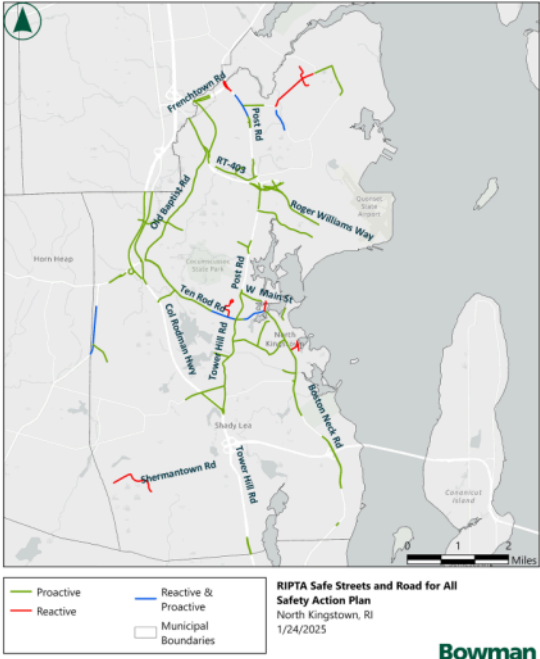 Frenchtown Rd
Post Rd
RT-403
Old Baptist Rd
Quonset
State
Airport
Roger Williams Way
Horn Heap
Post Rd
State Park
Ten Rod Rd
W Main St
Col Rodman Hwy
Tower Hill Rd
North
Kingstown
Boston Neck Rd
Shady Lea
Shermantown Rd
Tower Hill Rd
Conanicut
Island
0 1 2
Miles
Proactive
Reactive
Reactive &
Proactive
Municipal
Boundaries
RIPTA Safe Streets and Road for All
Safety Action Plan
North Kingstown, RI
1/24/2025
Bowman